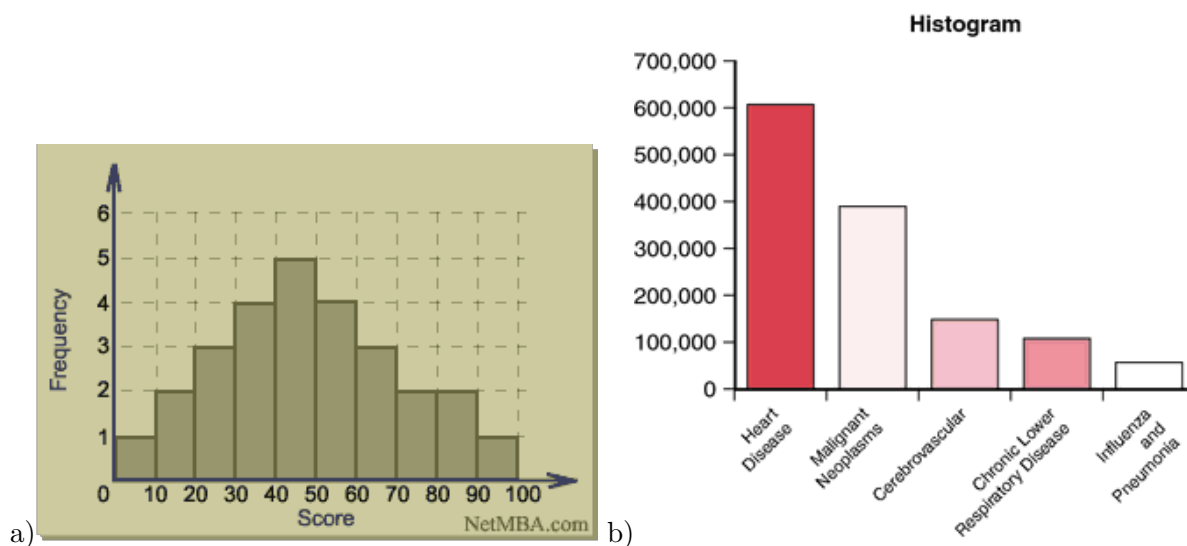 a)
6
5
4
3
2
1
0 10 20 30 40 50 60 70 80 90 100
Frequency
Score
NetMBA.com
b)
Histogram
700,000
600,000
500,000
400,000
300,000
200,000
100,000
0
Heart
Disease
Malignant
Neoplasms
Cerebrovascular
Chronic Lower
Respiratory Disease
Influenza
and
Pneumonia